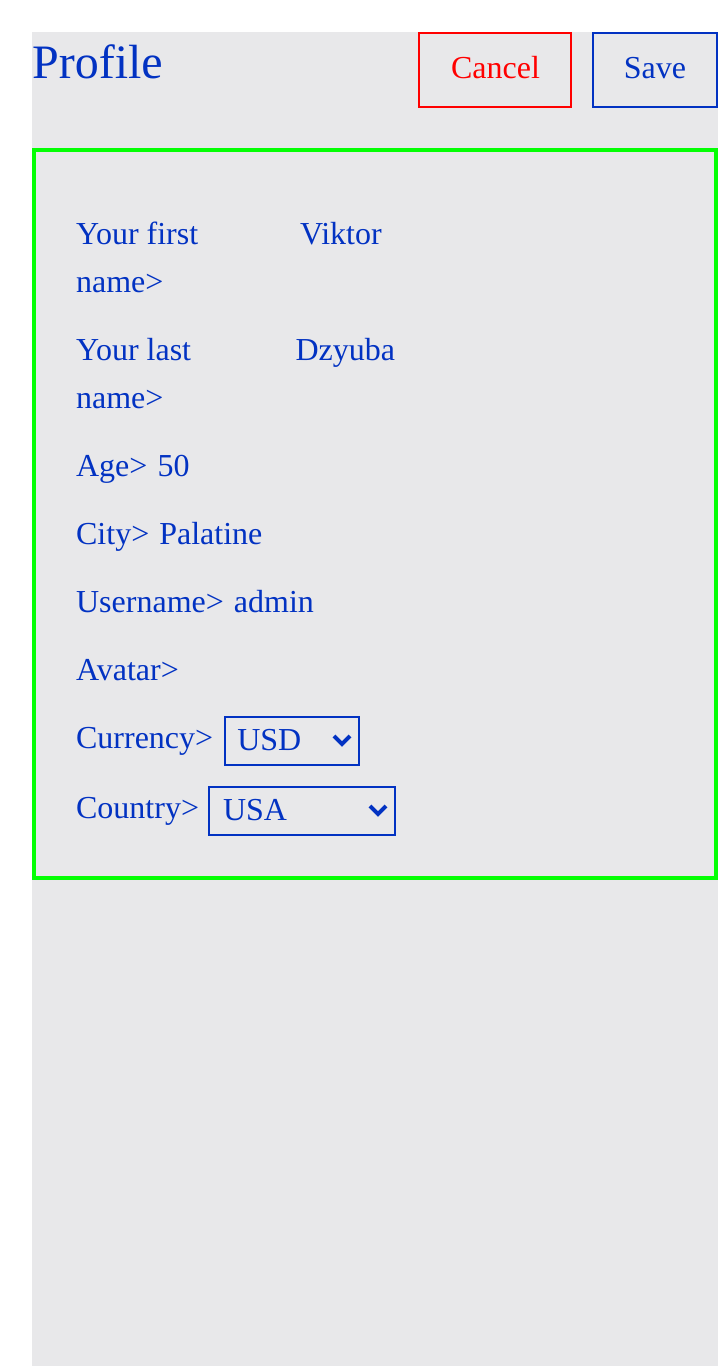 Profile Cancel Save
Your first Viktor
name>
Your last Dzyuba
name>
Age> 50
City> Palatine
Username> admin
Avatar>
Currency> USD
Country> USA